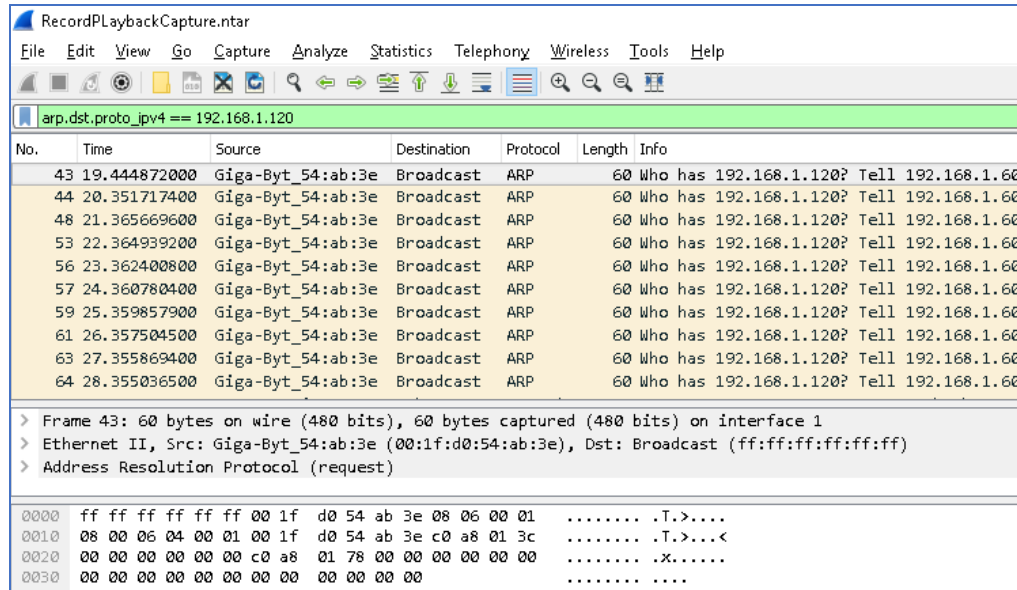 RecordPLaybackCapture.ntar
File Edit View Go Capture Analyze Statistics Telephony Wireless Tools Help
arp.dst.proto_ipv4 == 192.168.1.120
No. Time Source Destination Protocol Length Info
43 19.444872000 Giga-Byt_54:ab:3e Broadcast ARP 60 Who has 192.168.1.120? Tell 192.168.1.60
44 20.351717400 Giga-Byt_54:ab:3e Broadcast ARP 60 Who has 192.168.1.120? Tell 192.168.1.60
48 21.365669600 Giga-Byt_54:ab:3e Broadcast ARP 60 Who has 192.168.1.120? Tell 192.168.1.60
53 22.364939200 Giga-Byt_54:ab:3e Broadcast ARP 60 Who has 192.168.1.120? Tell 192.168.1.60
56 23.362400800 Giga-Byt_54:ab:3e Broadcast ARP 60 Who has 192.168.1.120? Tell 192.168.1.60
57 24.360780400 Giga-Byt_54:ab:3e Broadcast ARP 60 Who has 192.168.1.120? Tell 192.168.1.60
59 25.359857900 Giga-Byt_54:ab:3e Broadcast ARP 60 Who has 192.168.1.120? Tell 192.168.1.60
61 26.357504500 Giga-Byt_54:ab:3e Broadcast ARP 60 Who has 192.168.1.120? Tell 192.168.1.60
63 27.355869400 Giga-Byt_54:ab:3e Broadcast ARP 60 Who has 192.168.1.120? Tell 192.168.1.60
64 28.355036500 Giga-Byt_54:ab:3e Broadcast ARP 60 Who has 192.168.1.120? Tell 192.168.1.60
> Frame 43: 60 bytes on wire (480 bits), 60 bytes captured (480 bits) on interface 1
> Ethernet II, Src: Giga-Byt_54:ab:3e (00:1f:d0:54:ab:3e), Dst: Broadcast (ff:ff:ff:ff:ff:ff)
> Address Resolution Protocol (request)
0000 ff ff ff ff ff ff 00 1f d0 54 ab 3e 08 06 00 01 ........ .T.>....
0010 08 00 06 04 00 01 00 1f d0 54 ab 3e c0 a8 01 3c ........ .T.>...<
0020 00 00 00 00 00 00 c0 a8 01 78 00 00 00 00 00 00 ........ .x......
0030 00 00 00 00 00 00 00 00 00 00 00 00 ........ ....